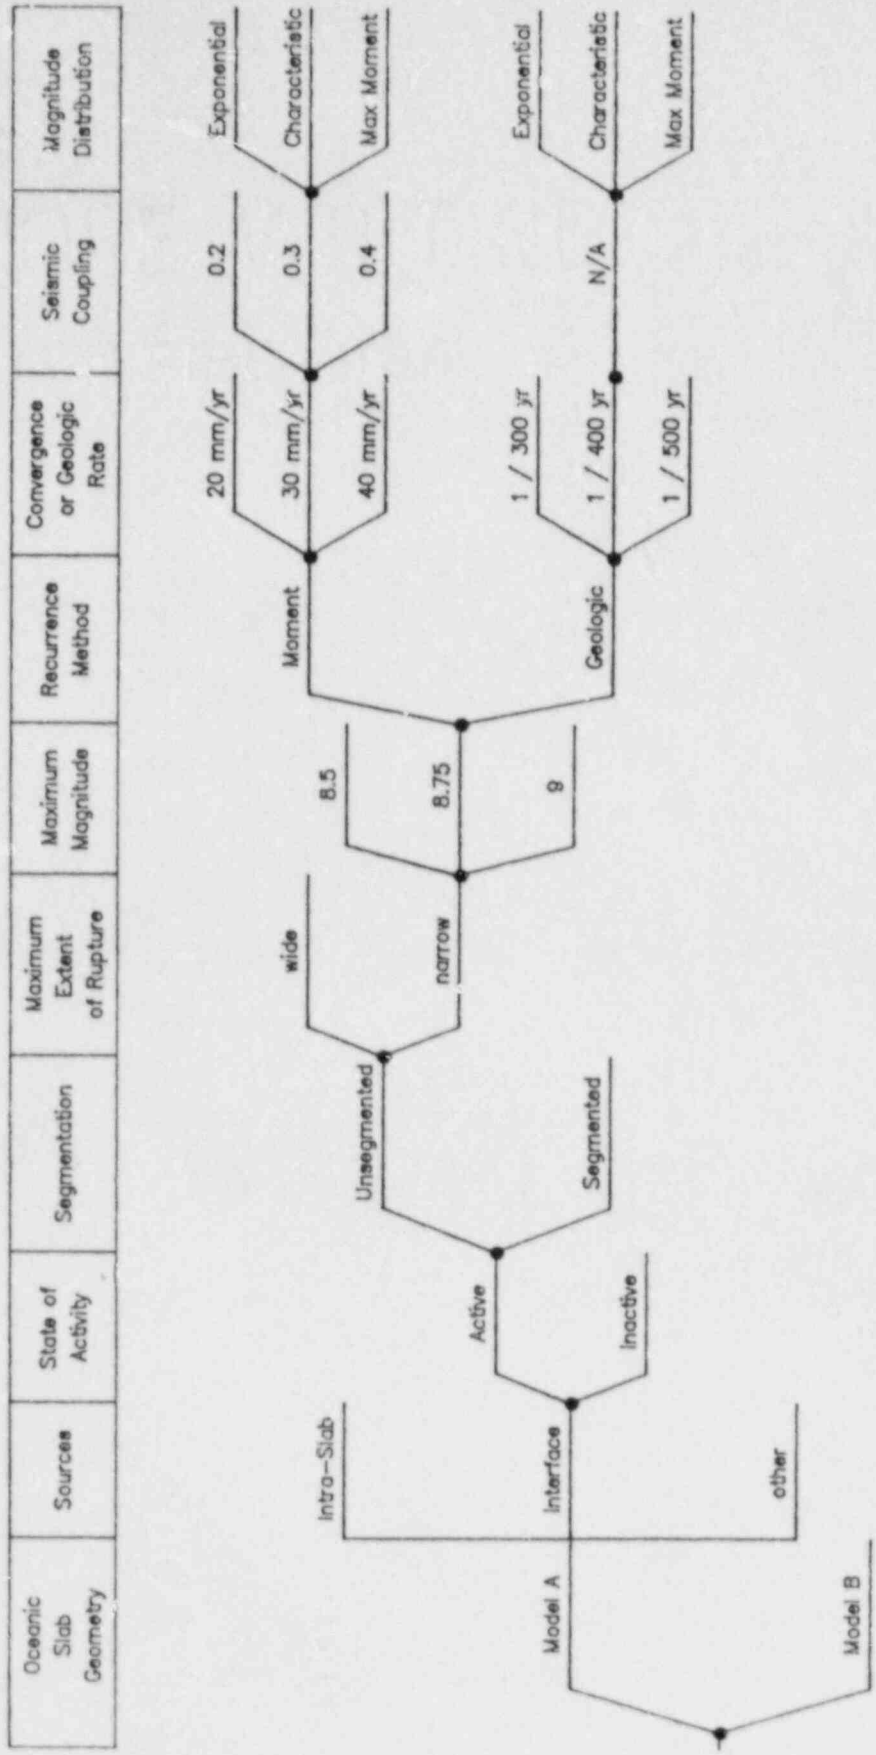 Oceanic
Slab
Geometry
Sources
State of
Activity
Segmentation
Maximum
Extent
of Rupture
Maximum
Magnitude
Recurrence
Method
Convergence
or Geologic
Rate
Seismic
Coupling
Magnitude
Distribution
Model A
Model B
Intra-Slab
Interface
other
Active
Inactive
Unsegmented
Segmented
wide
narrow
8.5
8.75
9
Moment
Geologic
20 mm/yr
30 mm/yr
40 mm/yr
1 / 300 yr
1 / 400 yr
1 / 500 yr
0.2
0.3
0.4
N/A
Exponential
Characteristic
Max Moment
Exponential
Characteristic
Max Moment